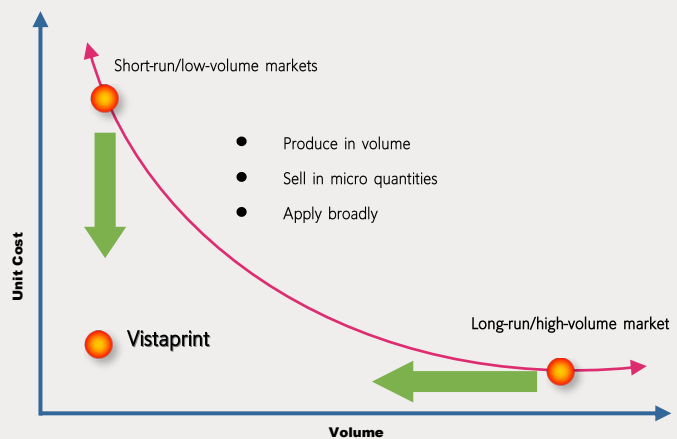 Short-run/low-volume markets
● Produce in volume
● Sell in micro quantities
● Apply broadly
Unit Cost
Long-run/high-volume market
Vistaprint
Volume